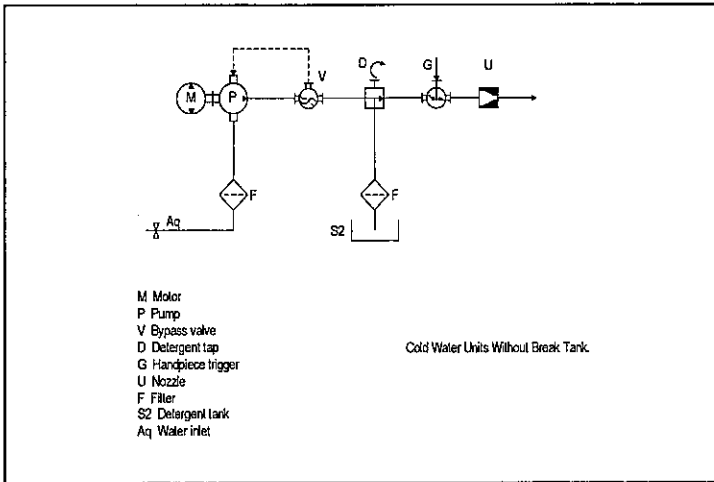 V
D
G
U
M
P
F
F
Aq
S2
M Motor
P Pump
V Bypass valve
D Detergent tap
G Handpiece trigger
U Nozzle
F Filter
S2 Detergent tank
Aq Water inlet
Cold Water Units Without Break Tank.